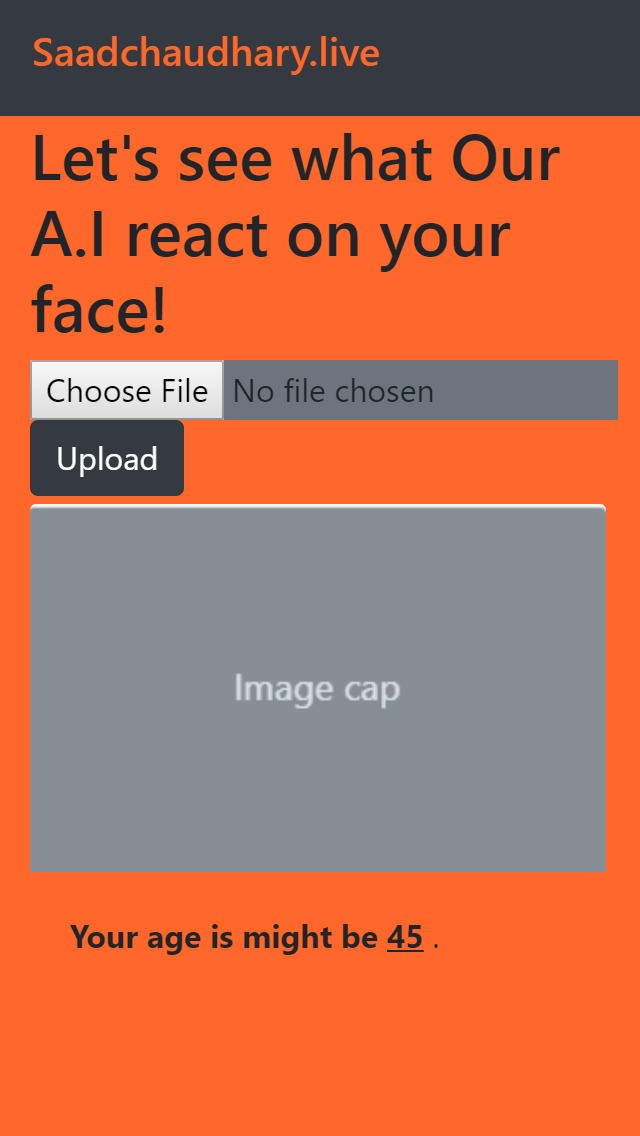 Saadchaudhary.live
Let's see what Our
A.I react on your
face!
Choose File No file chosen
Upload
Image cap
Your age is might be 45 .